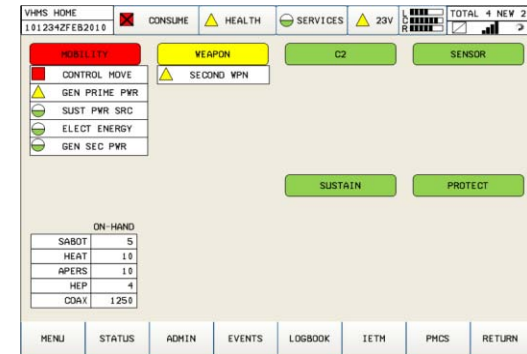 VHMS HOME
101234ZFEB2010
CONSUME
HEALTH
SERVICES
23V
L
C
R
TOTAL 4 NEW 2
MOBILITY
WEAPON
C2
SENSOR
CONTROL MOVE
SECOND WPN
GEN PRIME PWR
SUST PWR SRC
ELECT ENERGY
GEN SEC PWR
SUSTAIN
PROTECT
ON-HAND
SABOT 5
HEAT 10
APERS 10
HEP 4
COAX 1250
MENU STATUS ADMIN EVENTS LOGBOOK IETM PMCS RETURN